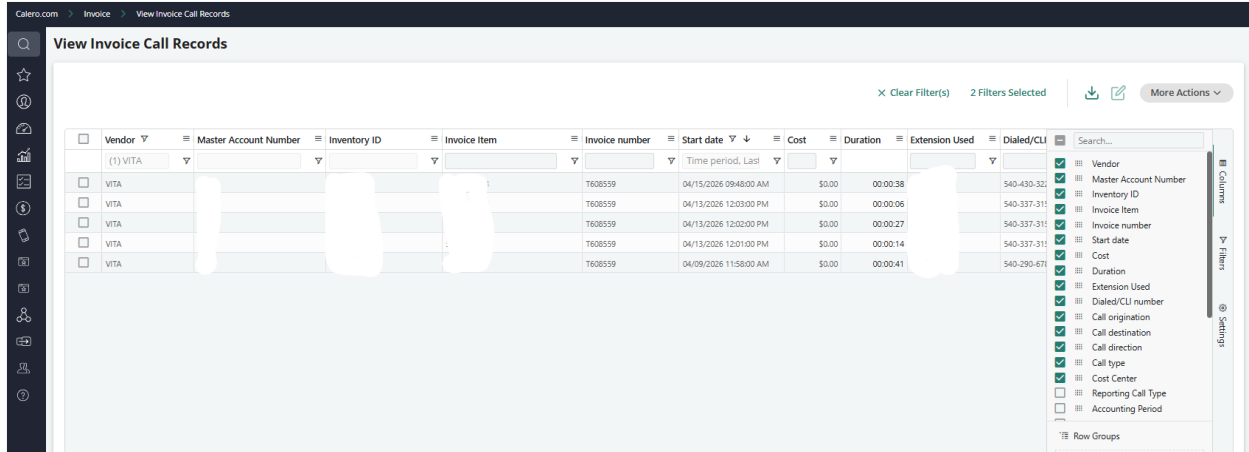 Calero.com > Invoice > View Invoice Call Records
View Invoice Call Records
Clear Filter(s) 2 Filters Selected More Actions
Vendor Master Account Number Inventory ID Invoice Item Invoice number Start date Cost Duration Extension Used Dialed/CLI
(1) VITA Time period, Last
VITA T608559 04/15/2026 09:48:00 AM $0.00 00:00:38
VITA T608559 04/13/2026 12:03:00 PM $0.00 00:00:06
VITA T608559 04/13/2026 12:02:00 PM $0.00 00:00:27
VITA T608559 04/13/2026 12:01:00 PM $0.00 00:00:14
VITA T608559 04/09/2026 11:58:00 AM $0.00 00:00:41
Search...
Vendor
Master Account Number
Inventory ID
Invoice Item
Invoice number
Start date
Cost
Duration
Extension Used
Dialed/CLI number
Call origination
Call destination
Call direction
Call type
Cost Center
Reporting Call Type
Accounting Period
Row Groups
Columns
Filters
Settings